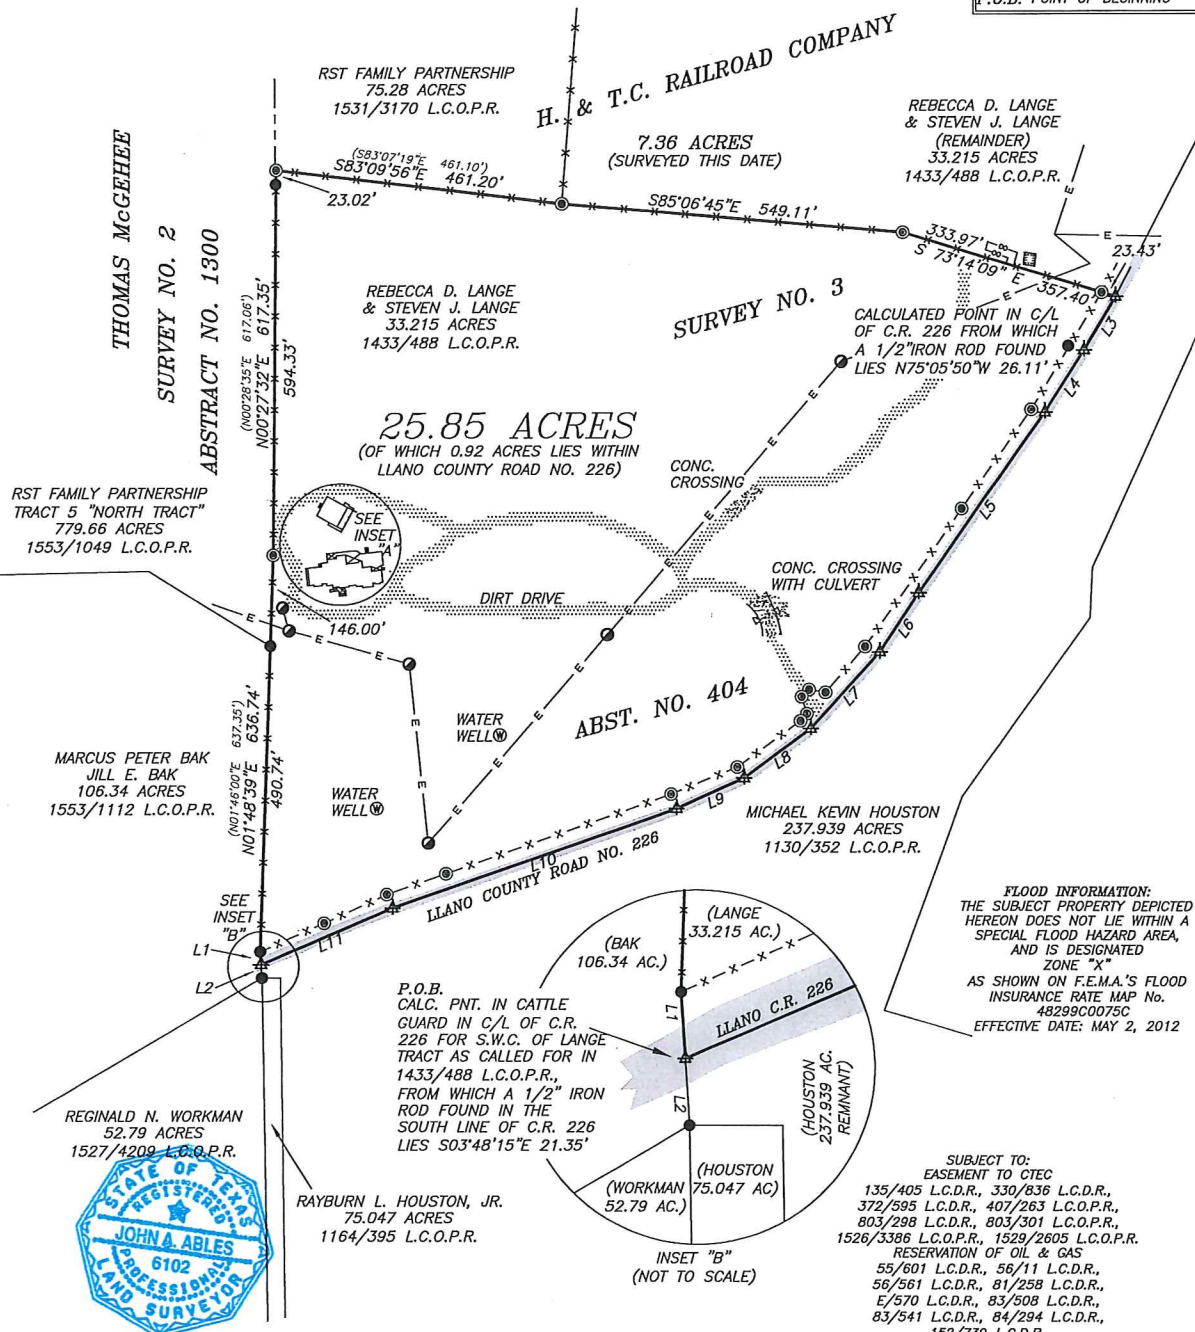 P.O.B. POINT OF BEGINNING
H. & T.C. RAILROAD COMPANY
RST FAMILY PARTNERSHIP
75.28 ACRES
1531/3170 L.C.O.P.R.
7.36 ACRES
(SURVEYED THIS DATE)
REBECCA D. LANGE
& STEVEN J. LANGE
(REMAINDER)
33.215 ACRES
1433/488 L.C.O.P.R.
(S83°07'19"E 461.10')
S83°09'56"E 461.20'
23.02'
S85°06'45"E 549.11'
333.97'
S 73°14'09" E
357.40'
23.43'
E
E
E
THOMAS McGEHEE
SURVEY NO. 2
ABSTRACT NO. 1300
(N00°28'35"E 617.06')
N00°27'32"E 617.35'
594.33'
REBECCA D. LANGE
& STEVEN J. LANGE
33.215 ACRES
1433/488 L.C.O.P.R.
SURVEY NO. 3
CALCULATED POINT IN C/L
OF C.R. 226 FROM WHICH
A 1/2"IRON ROD FOUND
LIES N75°05'50"W 26.11'
L3
L4
25.85 ACRES
(OF WHICH 0.92 ACRES LIES WITHIN
LLANO COUNTY ROAD NO. 226)
CONC.
CROSSING
RST FAMILY PARTNERSHIP
TRACT 5 "NORTH TRACT"
779.66 ACRES
1553/1049 L.C.O.P.R.
SEE
INSET
"A"
L5
CONC. CROSSING
WITH CULVERT
DIRT DRIVE
L6
146.00'
E
E
E
E
E
E
E
E
L7
ABST. NO. 404
WATER
WELL W
MARCUS PETER BAK
JILL E. BAK
106.34 ACRES
1553/1112 L.C.O.P.R.
(N01°46'00"E 637.35')
N01°48'39"E 636.74'
490.74'
WATER
WELL W
L8
L9
MICHAEL KEVIN HOUSTON
237.939 ACRES
1130/352 L.C.O.P.R.
L10
LLANO COUNTY ROAD NO. 226
L11
SEE
INSET
"B"
L1
L2
FLOOD INFORMATION:
THE SUBJECT PROPERTY DEPICTED
HEREON DOES NOT LIE WITHIN A
SPECIAL FLOOD HAZARD AREA,
AND IS DESIGNATED
ZONE "X"
AS SHOWN ON F.E.M.A.'S FLOOD
INSURANCE RATE MAP No.
48299C0075C
EFFECTIVE DATE: MAY 2, 2012
P.O.B.
CALC. PNT. IN CATTLE
GUARD IN C/L OF C.R.
226 FOR S.W.C. OF LANGE
TRACT AS CALLED FOR IN
1433/488 L.C.O.P.R.,
FROM WHICH A 1/2" IRON
ROD FOUND IN THE
SOUTH LINE OF C.R. 226
LIES S03°48'15"E 21.35'
(BAK
106.34 AC.)
(LANGE
33.215 AC.)
L1
LLANO C.R. 226
L2
(HOUSTON
237.939 AC.
REMNANT)
(WORKMAN
52.79 AC.)
(HOUSTON
75.047 AC)
INSET "B"
(NOT TO SCALE)
REGINALD N. WORKMAN
52.79 ACRES
1527/4209 L.C.O.P.R.
RAYBURN L. HOUSTON, JR.
75.047 ACRES
1164/395 L.C.O.P.R.
STATE OF TEXAS
REGISTERED
JOHN A. ABLES
6102
PROFESSIONAL
LAND SURVEYOR
SUBJECT TO:
EASEMENT TO CTEC
135/405 L.C.D.R., 330/836 L.C.D.R.,
372/595 L.C.D.R., 407/263 L.C.O.P.R.,
803/298 L.C.D.R., 803/301 L.C.O.P.R.,
1526/3386 L.C.O.P.R., 1529/2605 L.C.O.P.R.
RESERVATION OF OIL & GAS
55/601 L.C.D.R., 56/11 L.C.D.R.,
56/561 L.C.D.R., 81/258 L.C.D.R.,
E/570 L.C.D.R., 83/508 L.C.D.R.,
83/541 L.C.D.R., 84/294 L.C.D.R.,
152/739 L.C.D.R.